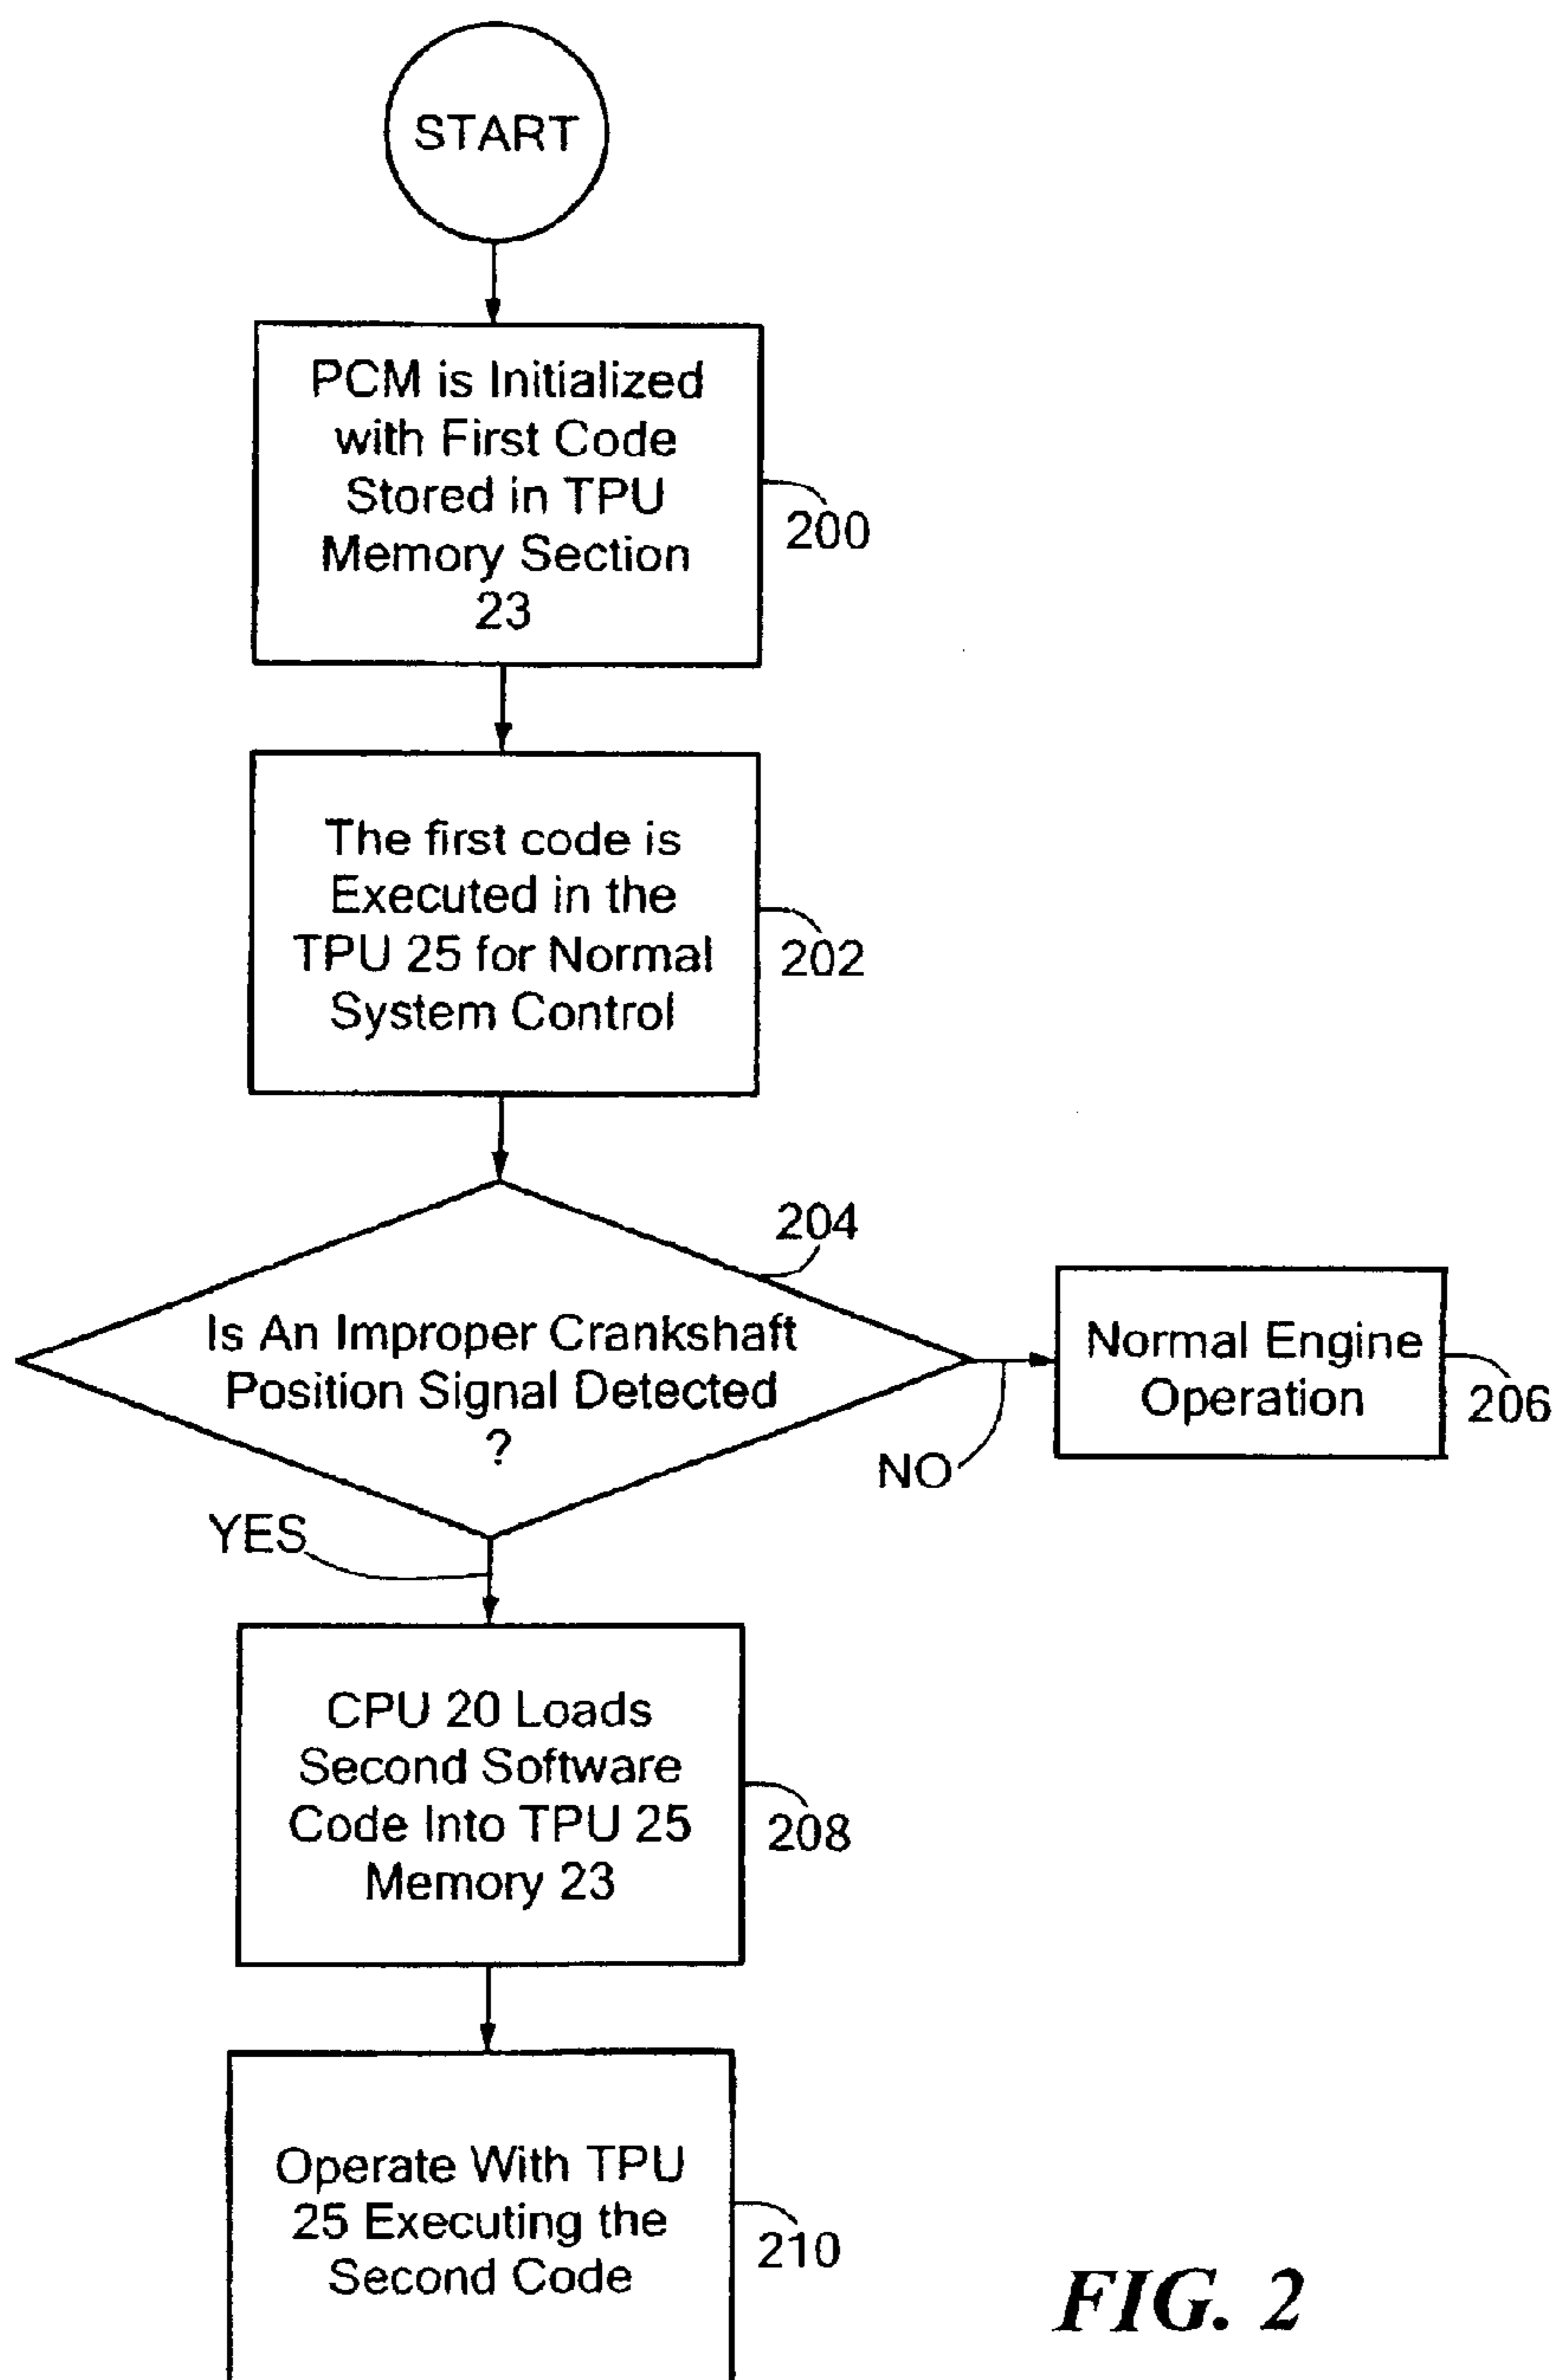 START
PCM is Initialized
with First Code
Stored in TPU
Memory Section
23
200
The first code is
Executed in the
TPU 25 for Normal
System Control
202
204
Is An Improper Crankshaft
Position Signal Detected
?
NO
Normal Engine
Operation
206
YES
CPU 20 Loads
Second Software
Code Into TPU 25
Memory 23
208
Operate With TPU
25 Executing the
Second Code
210
FIG. 2